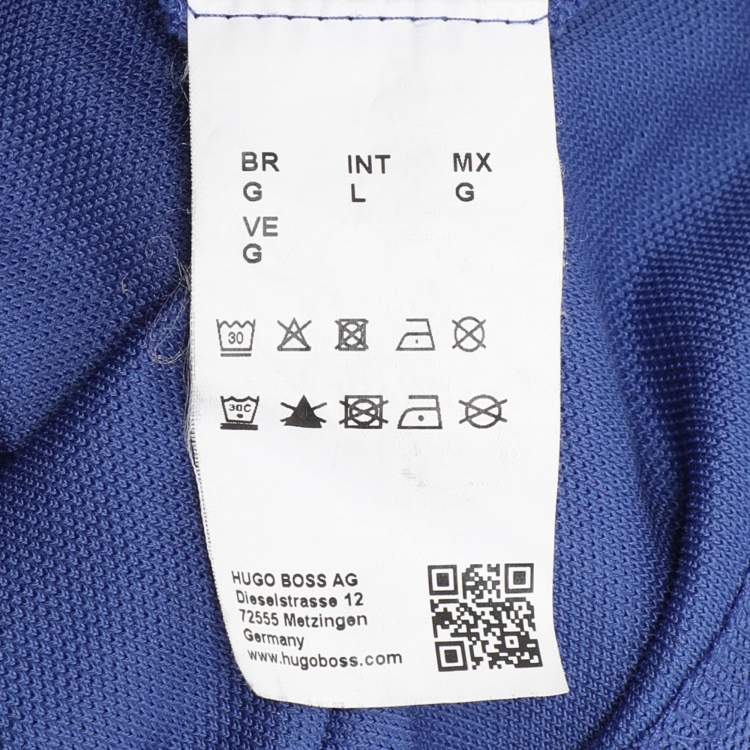 BR INT MX
G L G
VE
G
30
30C
HUGO BOSS AG
Dieselstrasse 12
72555 Metzingen
Germany
www.hugoboss.com